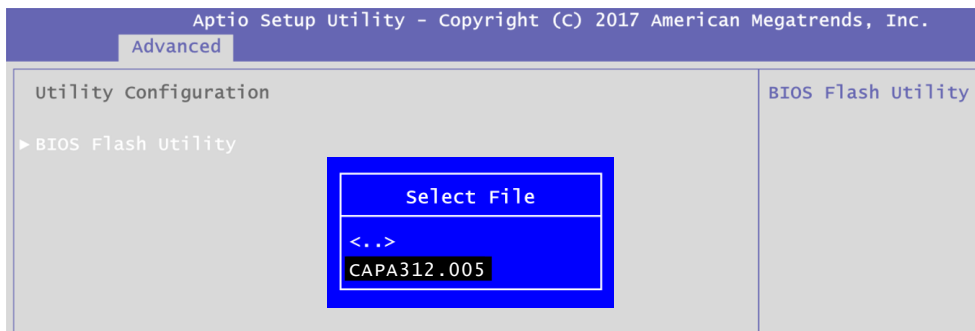 Aptio Setup Utility - Copyright (C) 2017 American Megatrends, Inc.
Advanced
Utility Configuration
BIOS Flash Utility
►BIOS Flash Utility
Select File
<..>
CAPA312.005